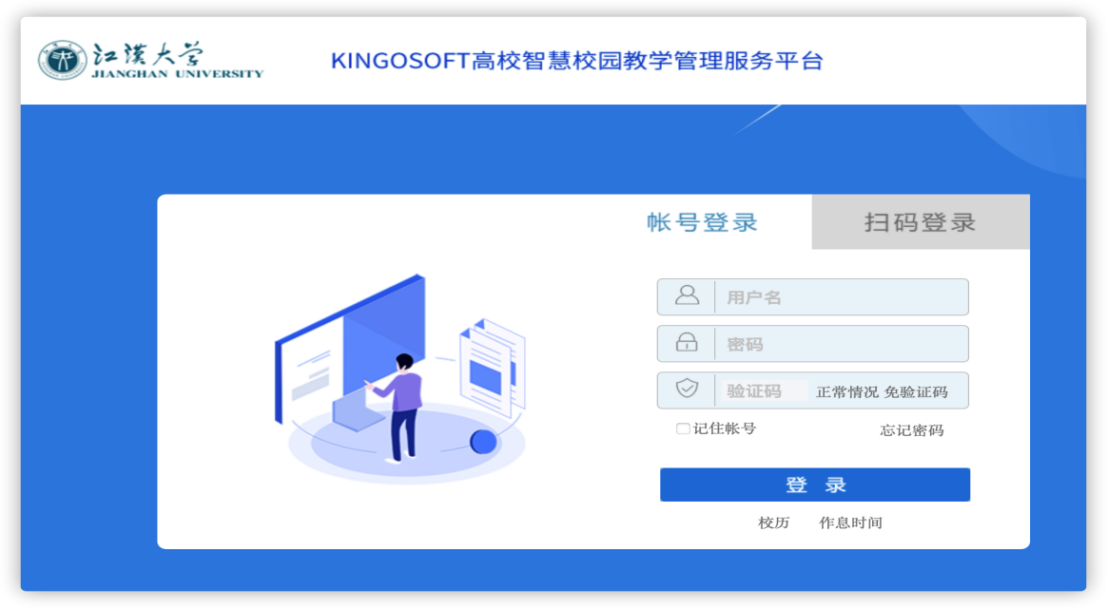 江汉大学
JIANGHAN UNIVERSITY
KINGOSOFT高校智慧校园教学管理服务平台
帐号登录 扫码登录
用户名
密码
验证码 正常情况 免验证码
记住帐号 忘记密码
登 录
校历 作息时间